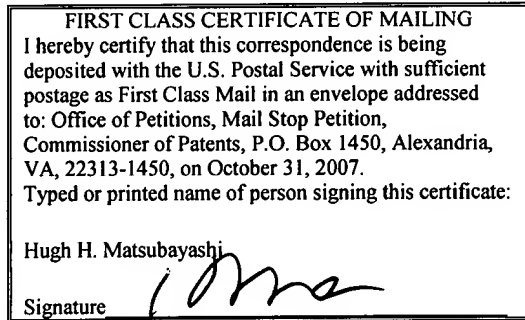 FIRST CLASS CERTIFICATE OF MAILING
I hereby certify that this correspondence is being
deposited with the U.S. Postal Service with sufficient
postage as First Class Mail in an envelope addressed
to: Office of Petitions, Mail Stop Petition,
Commissioner of Patents, P.O. Box 1450, Alexandria,
VA, 22313-1450, on October 31, 2007.
Typed or printed name of person signing this certificate:
Hugh H. Matsubayashi
Signature